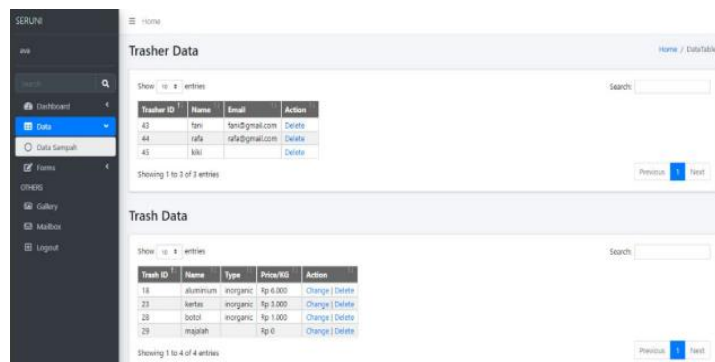 SERUNI
Home
ava
Trasher Data
Home / DataTable
Search
Show 10 entries
Search:
Dashboard
Data
Data Sampah
Forms
OTHERS
Gallery
Mailbox
Logout
Trasher ID Name Email Action
43 fani fani@gmail.com Delete
44 rafa rafa@gmail.com Delete
45 kiki Delete
Showing 1 to 3 of 3 entries
Previous 1 Next
Trash Data
Show 10 entries
Search:
Trash ID Name Type Price/KG Action
18 aluminium inorganic Rp 6.000 Change | Delete
23 kertas inorganic Rp 3.000 Change | Delete
28 botol inorganic Rp 1.000 Change | Delete
29 majalah Rp 0 Change | Delete
Showing 1 to 4 of 4 entries
Previous 1 Next